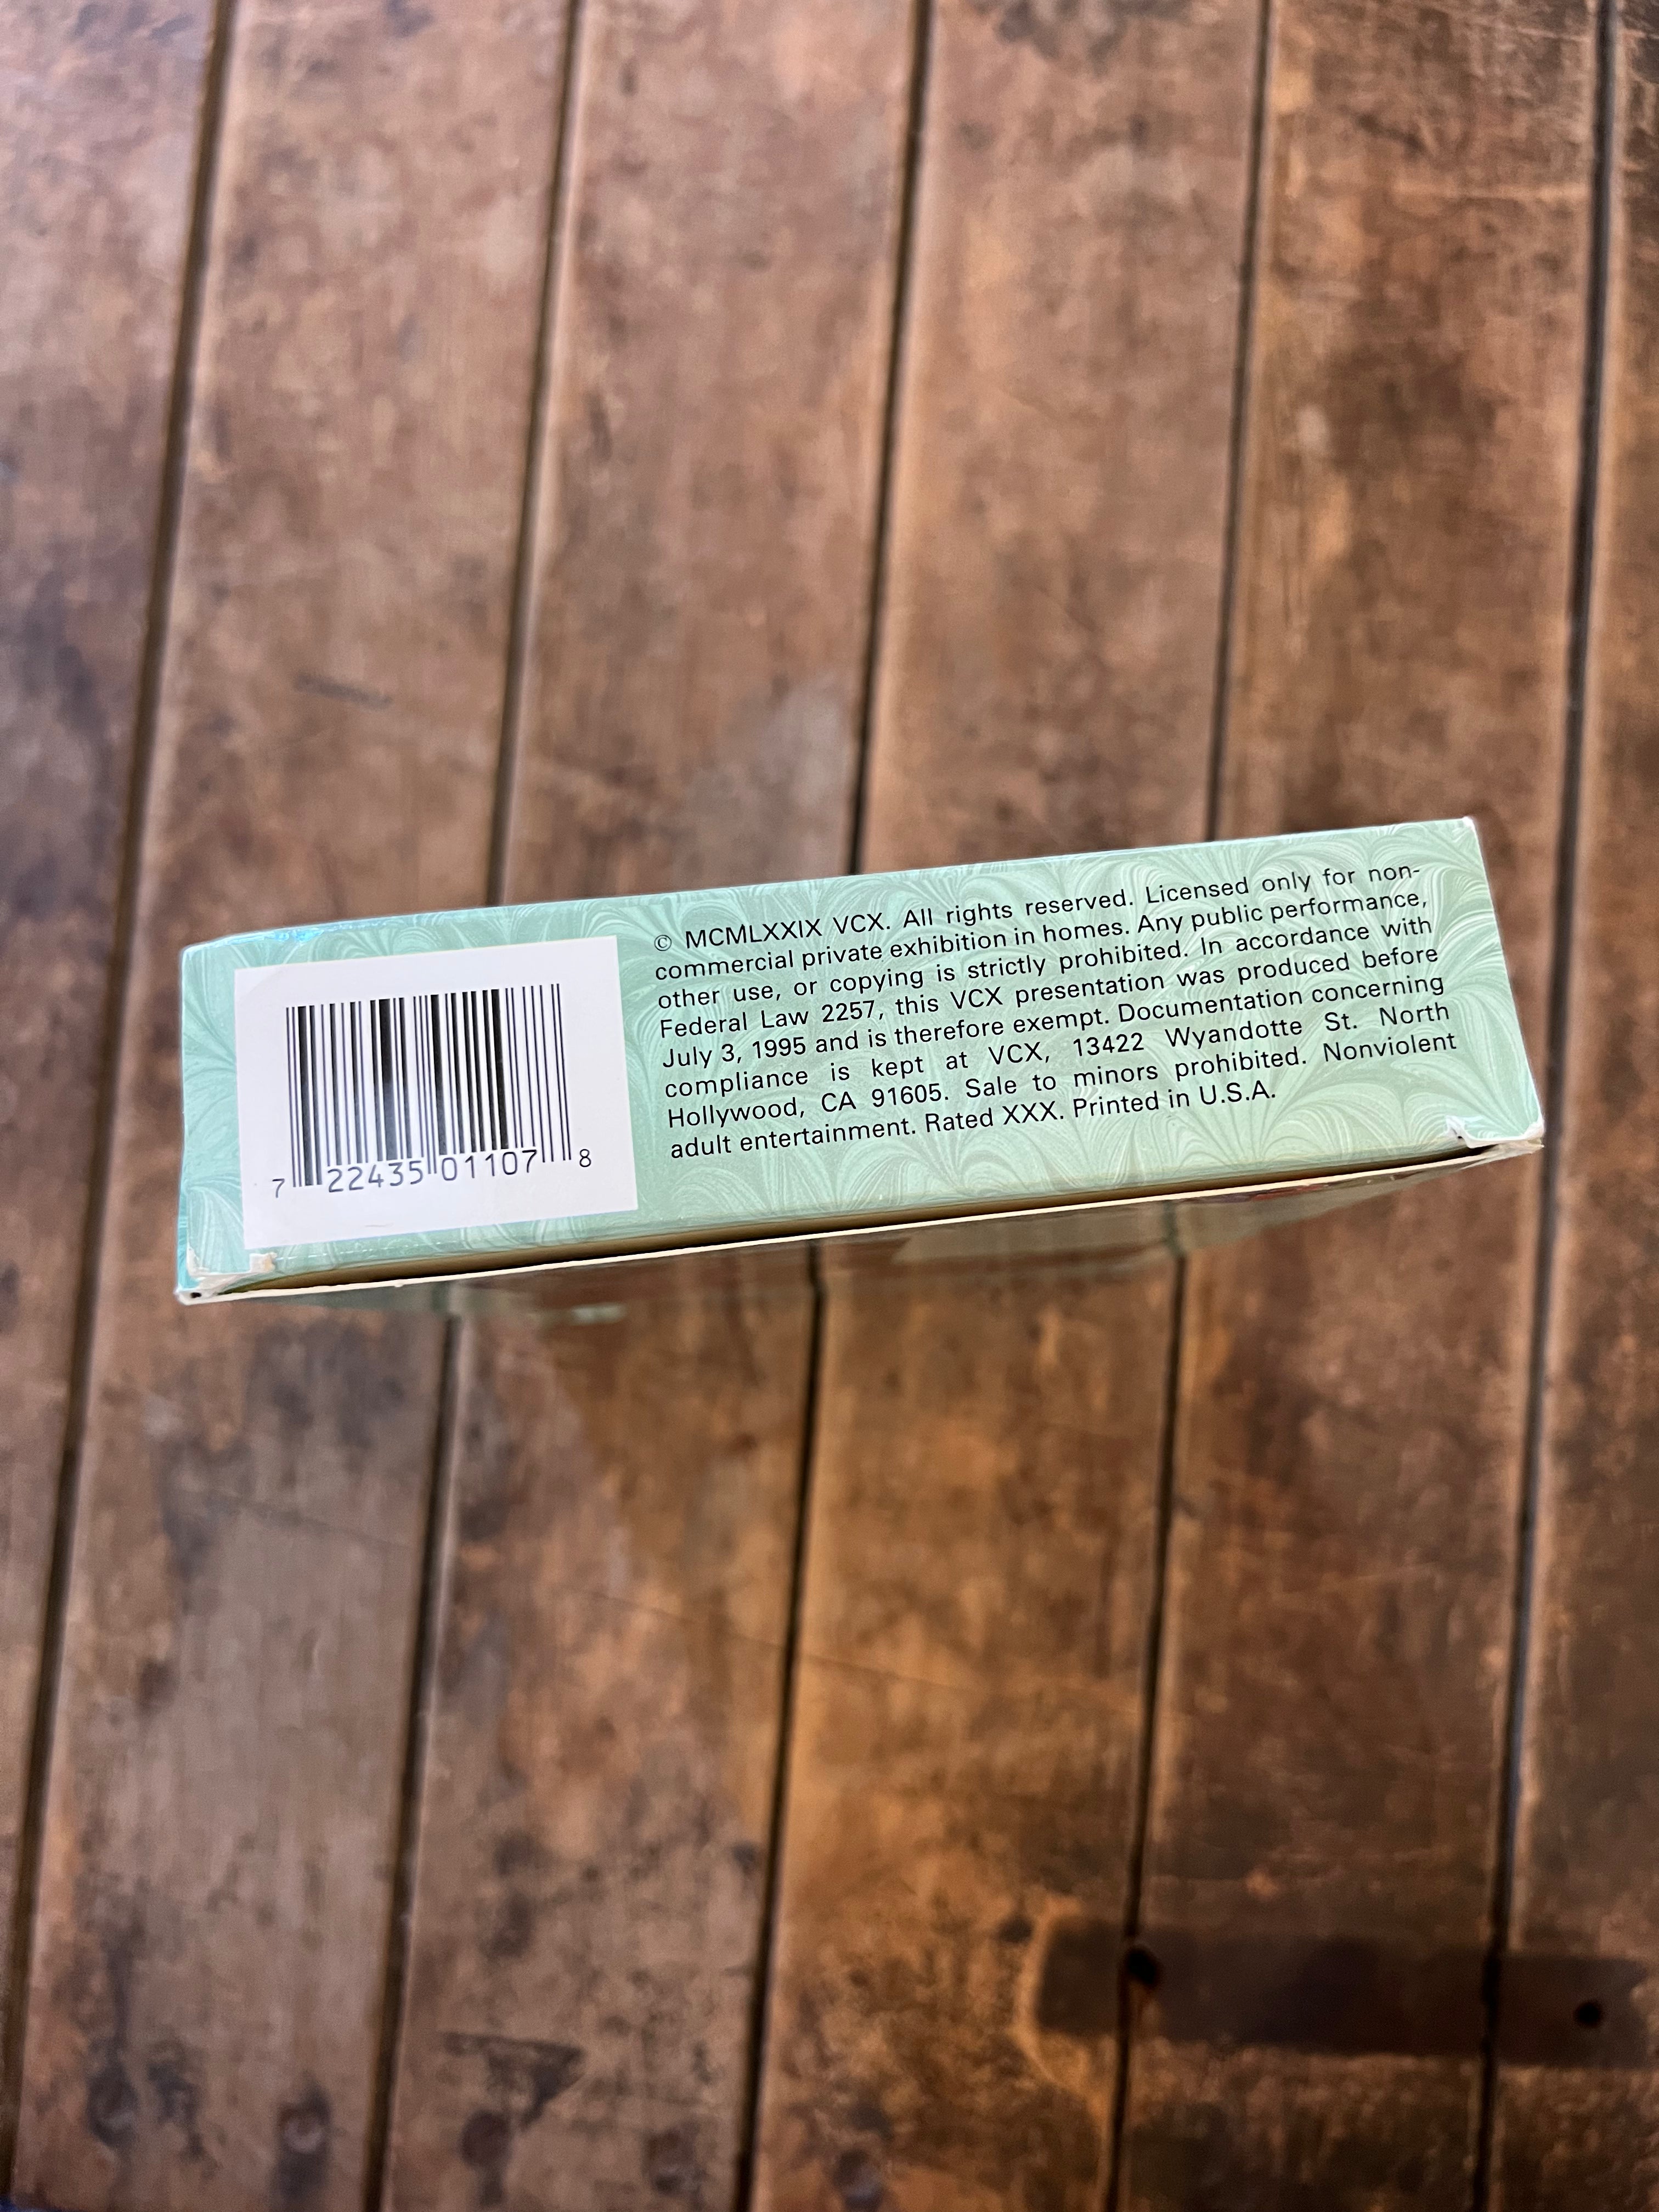 7 22435 01107 8
© MCMLXXIX VCX. All rights reserved. Licensed only for non-
commercial private exhibition in homes. Any public performance,
other use, or copying is strictly prohibited. In accordance with
Federal Law 2257, this VCX presentation was produced before
July 3, 1995 and is therefore exempt. Documentation concerning
compliance is kept at VCX, 13422 Wyandotte St. North
Hollywood, CA 91605. Sale to minors prohibited. Nonviolent
adult entertainment. Rated XXX. Printed in U.S.A.